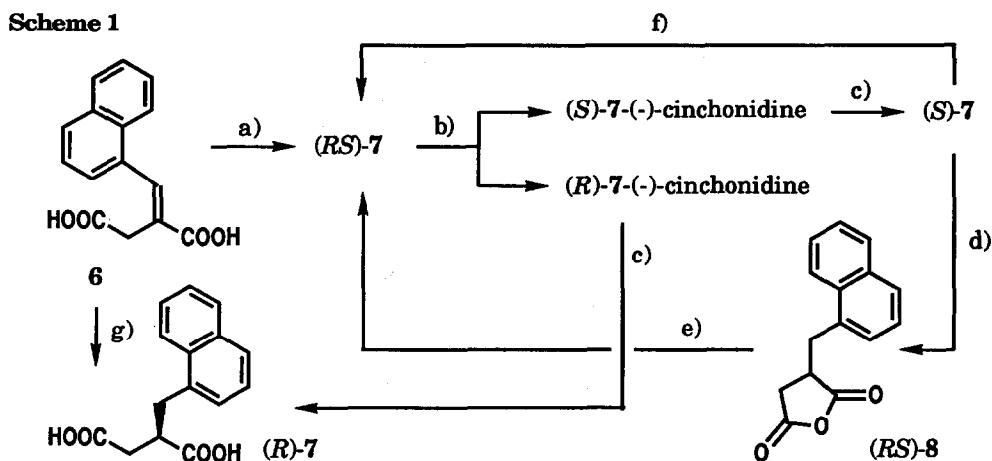 Scheme 1
f)
HOOC
COOH
6
a)
(RS)-7
b)
(S)-7-(-)-cinchonidine
c)
(S)-7
(R)-7-(-)-cinchonidine
c)
d)
e)
g)
HOOC
COOH
(R)-7
O
O
O
(RS)-8